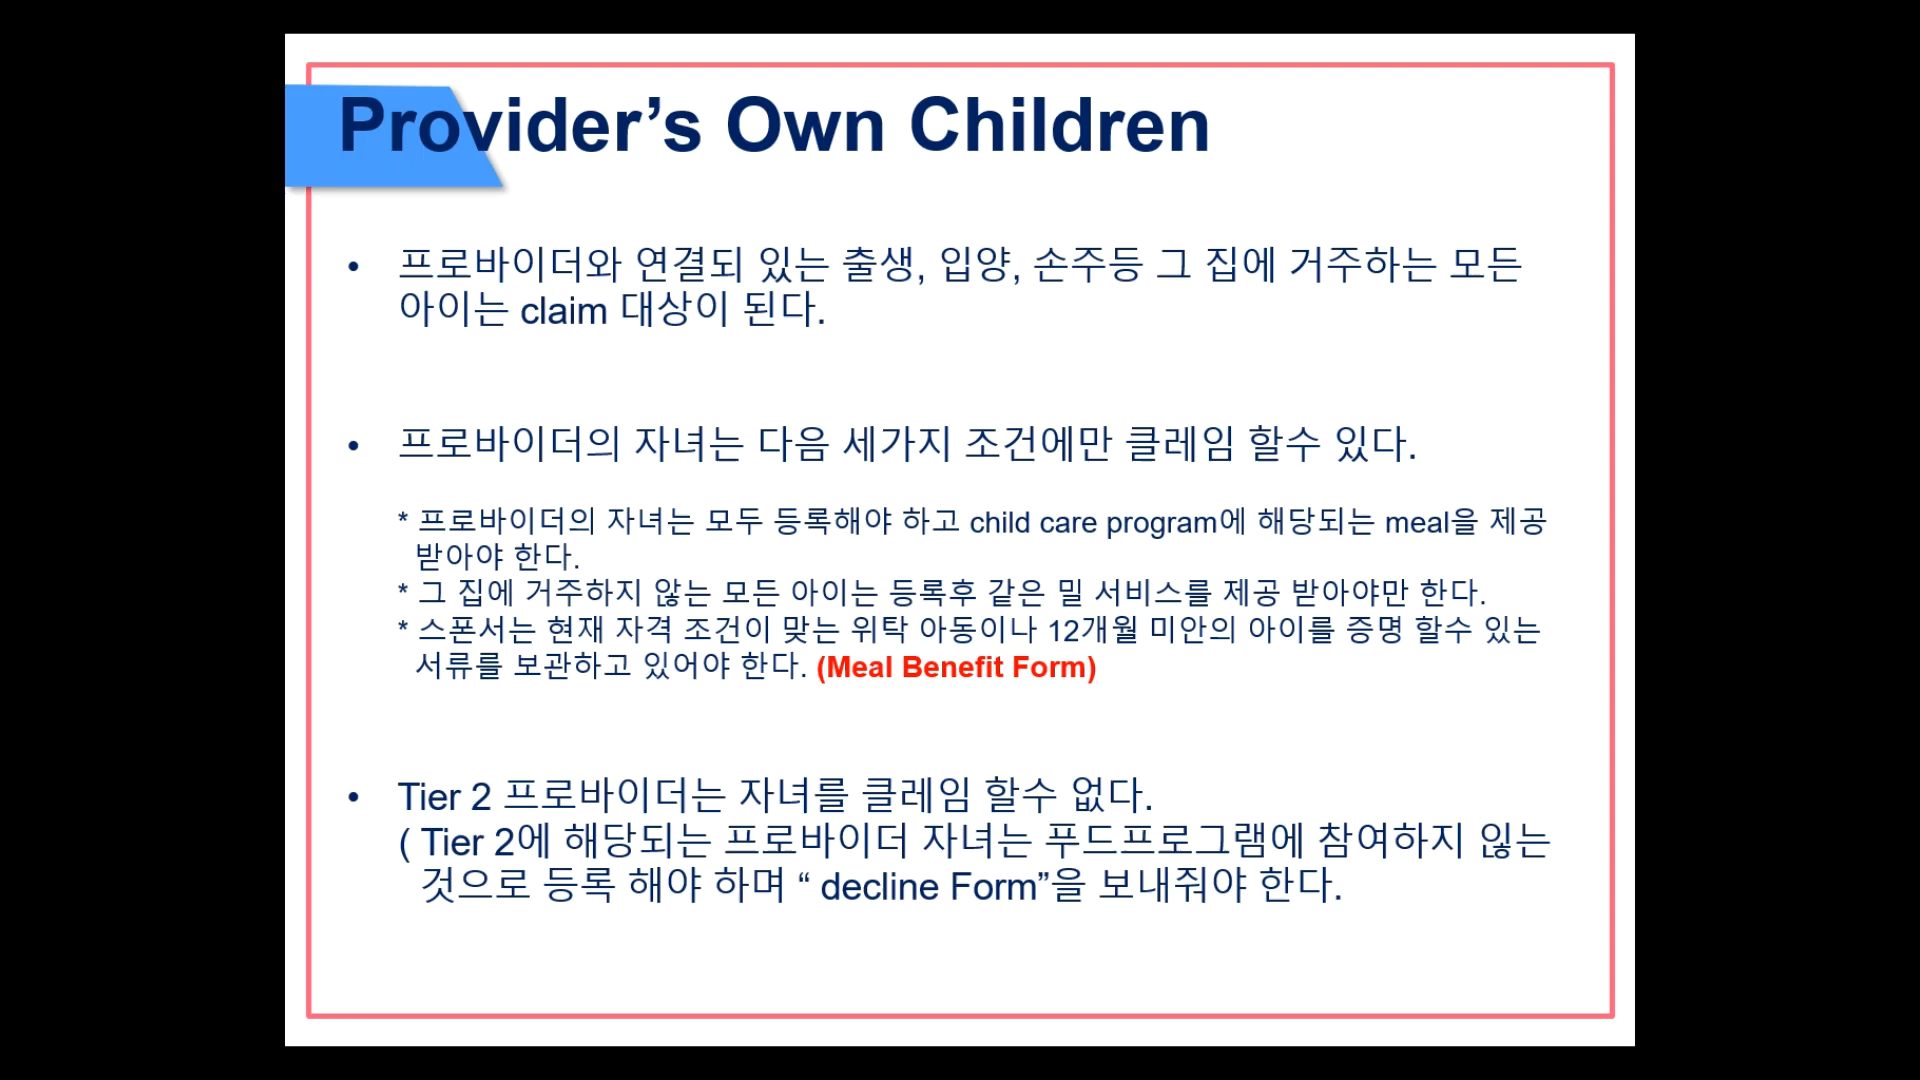 Provider’s Own Children
• 프로바이더와 연결되 있는 출생, 입양, 손주등 그 집에 거주하는 모든
아이는 claim 대상이 된다.
• 프로바이더의 자녀는 다음 세가지 조건에만 클레임 할수 있다.
* 프로바이더의 자녀는 모두 등록해야 하고 child care program에 해당되는 meal을 제공
받아야 한다.
* 그 집에 거주하지 않는 모든 아이는 등록후 같은 밀 서비스를 제공 받아야만 한다.
* 스폰서는 현재 자격 조건이 맞는 위탁 아동이나 12개월 미안의 아이를 증명 할수 있는
서류를 보관하고 있어야 한다. (Meal Benefit Form)
• Tier 2 프로바이더는 자녀를 클레임 할수 없다.
( Tier 2에 해당되는 프로바이더 자녀는 푸드프로그램에 참여하지 읺는
것으로 등록 해야 하며 “ decline Form”을 보내줘야 한다.